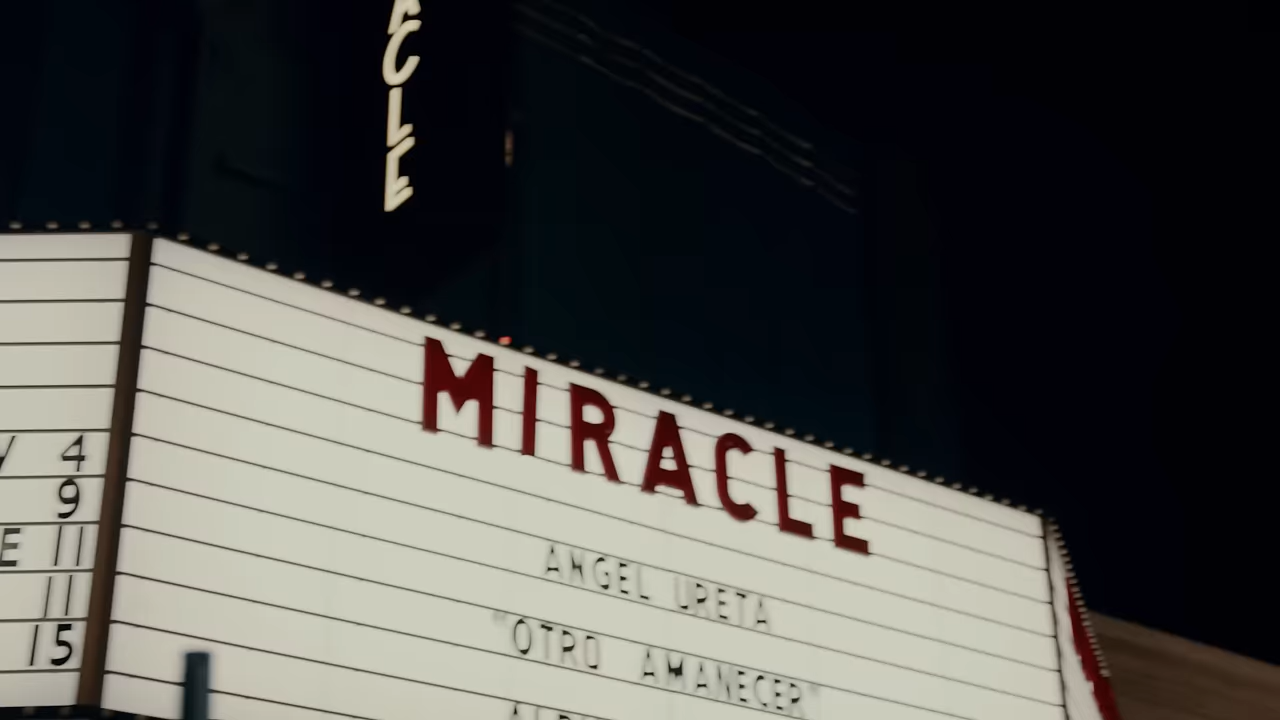 ACLE
4
9
E 11
11
15
MIRACLE
ANGEL URETA
"OTRO AMANECER"